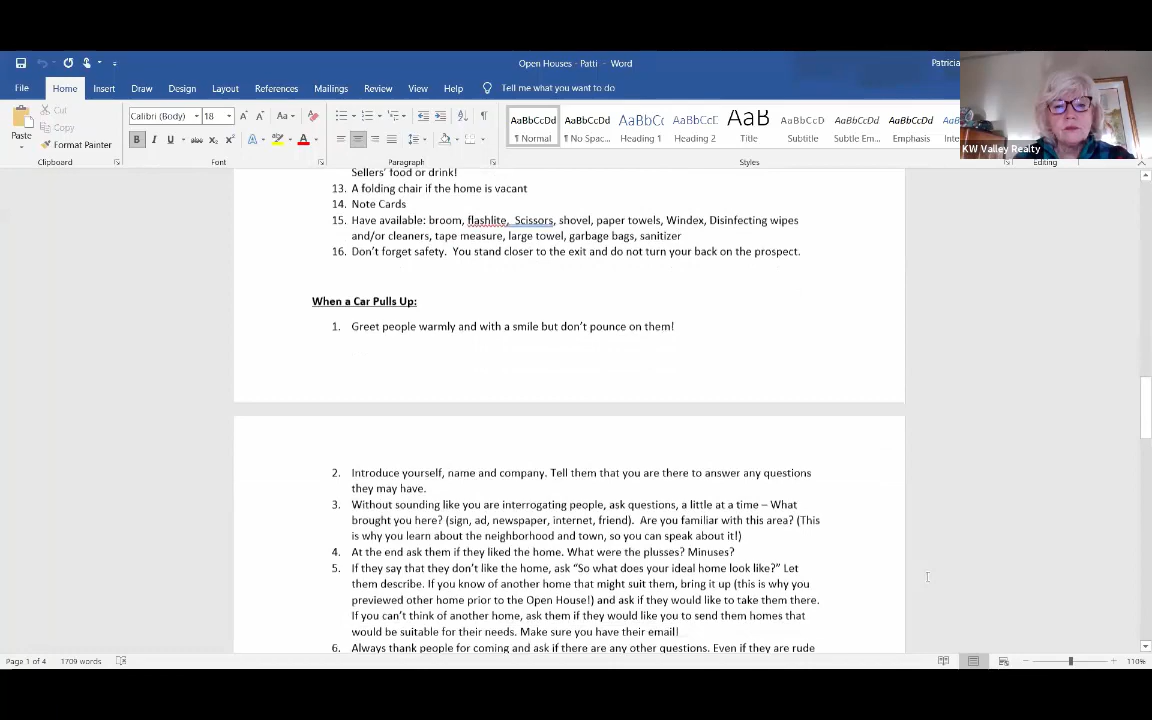 Open Houses - Patti - Word
Patricia
File Home Insert Draw Design Layout References Mailings Review View Help Tell me what you want to do
Paste
Cut
Copy
Format Painter
Clipboard
Calibri (Body) 18
Font
Paragraph
AaBbCcDd AaBbCcDd AaBbCc AaBbCcD AaB AaBbCcD AaBbCcDd AaBbCcDd
¶ Normal ¶ No Spac... Heading 1 Heading 2 Title Subtitle Subtle Em... Emphasis
Styles
Editing
KW Valley Realty
Sellers' food or drink!
13. A folding chair if the home is vacant
14. Note Cards
15. Have available: broom, flashlite, Scissors, shovel, paper towels, Windex, Disinfecting wipes
and/or cleaners, tape measure, large towel, garbage bags, sanitizer
16. Don't forget safety. You stand closer to the exit and do not turn your back on the prospect.
When a Car Pulls Up:
1. Greet people warmly and with a smile but don't pounce on them!
2. Introduce yourself, name and company. Tell them that you are there to answer any questions
they may have.
3. Without sounding like you are interrogating people, ask questions, a little at a time – What
brought you here? (sign, ad, newspaper, internet, friend). Are you familiar with this area? (This
is why you learn about the neighborhood and town, so you can speak about it!)
4. At the end ask them if they liked the home. What were the plusses? Minuses?
5. If they say that they don't like the home, ask "So what does your ideal home look like?" Let
them describe. If you know of another home that might suit them, bring it up (this is why you
previewed other home prior to the Open House!) and ask if they would like to take them there.
If you can't think of another home, ask them if they would like you to send them homes that
would be suitable for their needs. Make sure you have their email!
6. Always thank people for coming and ask if there are any other questions. Even if they are rude
Page 1 of 4 1709 words
110%